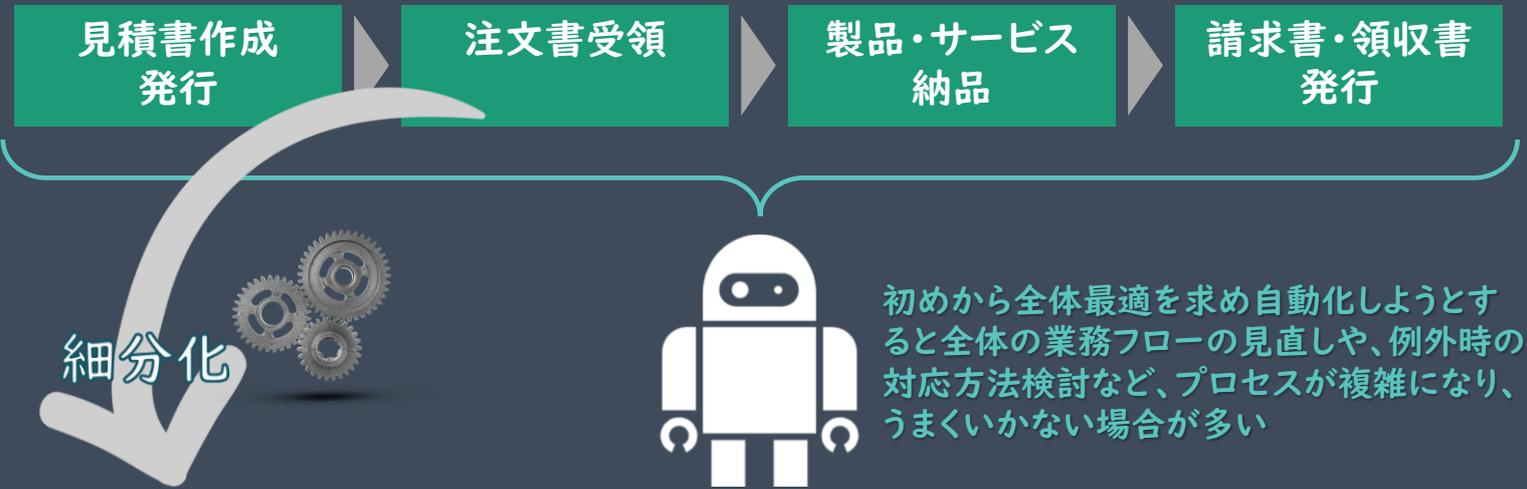 見積書作成
発行
注文書受領
製品・サービス
納品
請求書・領収書
発行
細分化
初めから全体最適を求め自動化しようとす
ると全体の業務フローの見直しや、例外時の
対応方法検討など、プロセスが複雑になり、
うまくいかない場合が多い